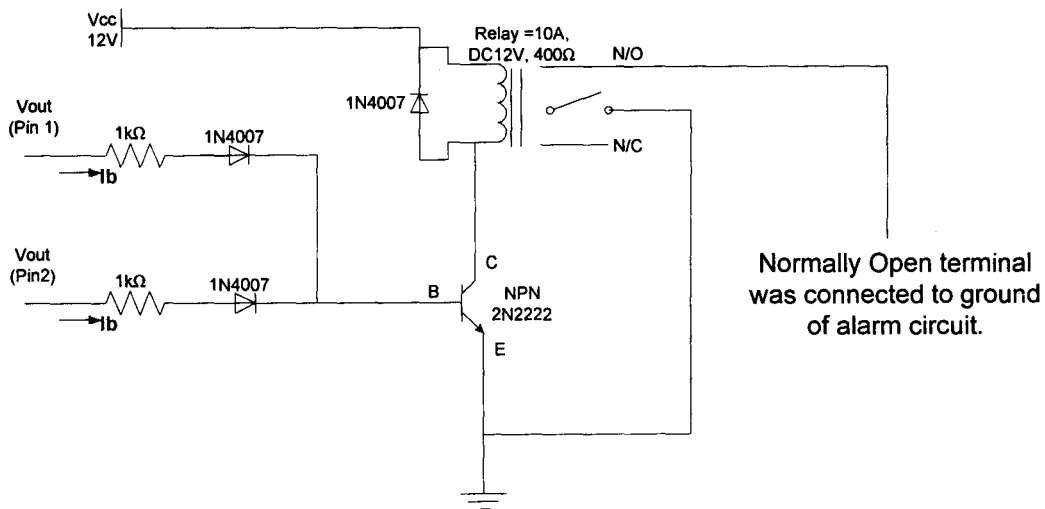 Vcc
12V
Relay =10A,
DC12V, 400Ω
N/O
1N4007
Vout
(Pin 1)
1kΩ
1N4007
Ib
N/C
Vout
(Pin2)
1kΩ
1N4007
Ib
C
B
NPN
2N2222
E
Normally Open terminal
was connected to ground
of alarm circuit.